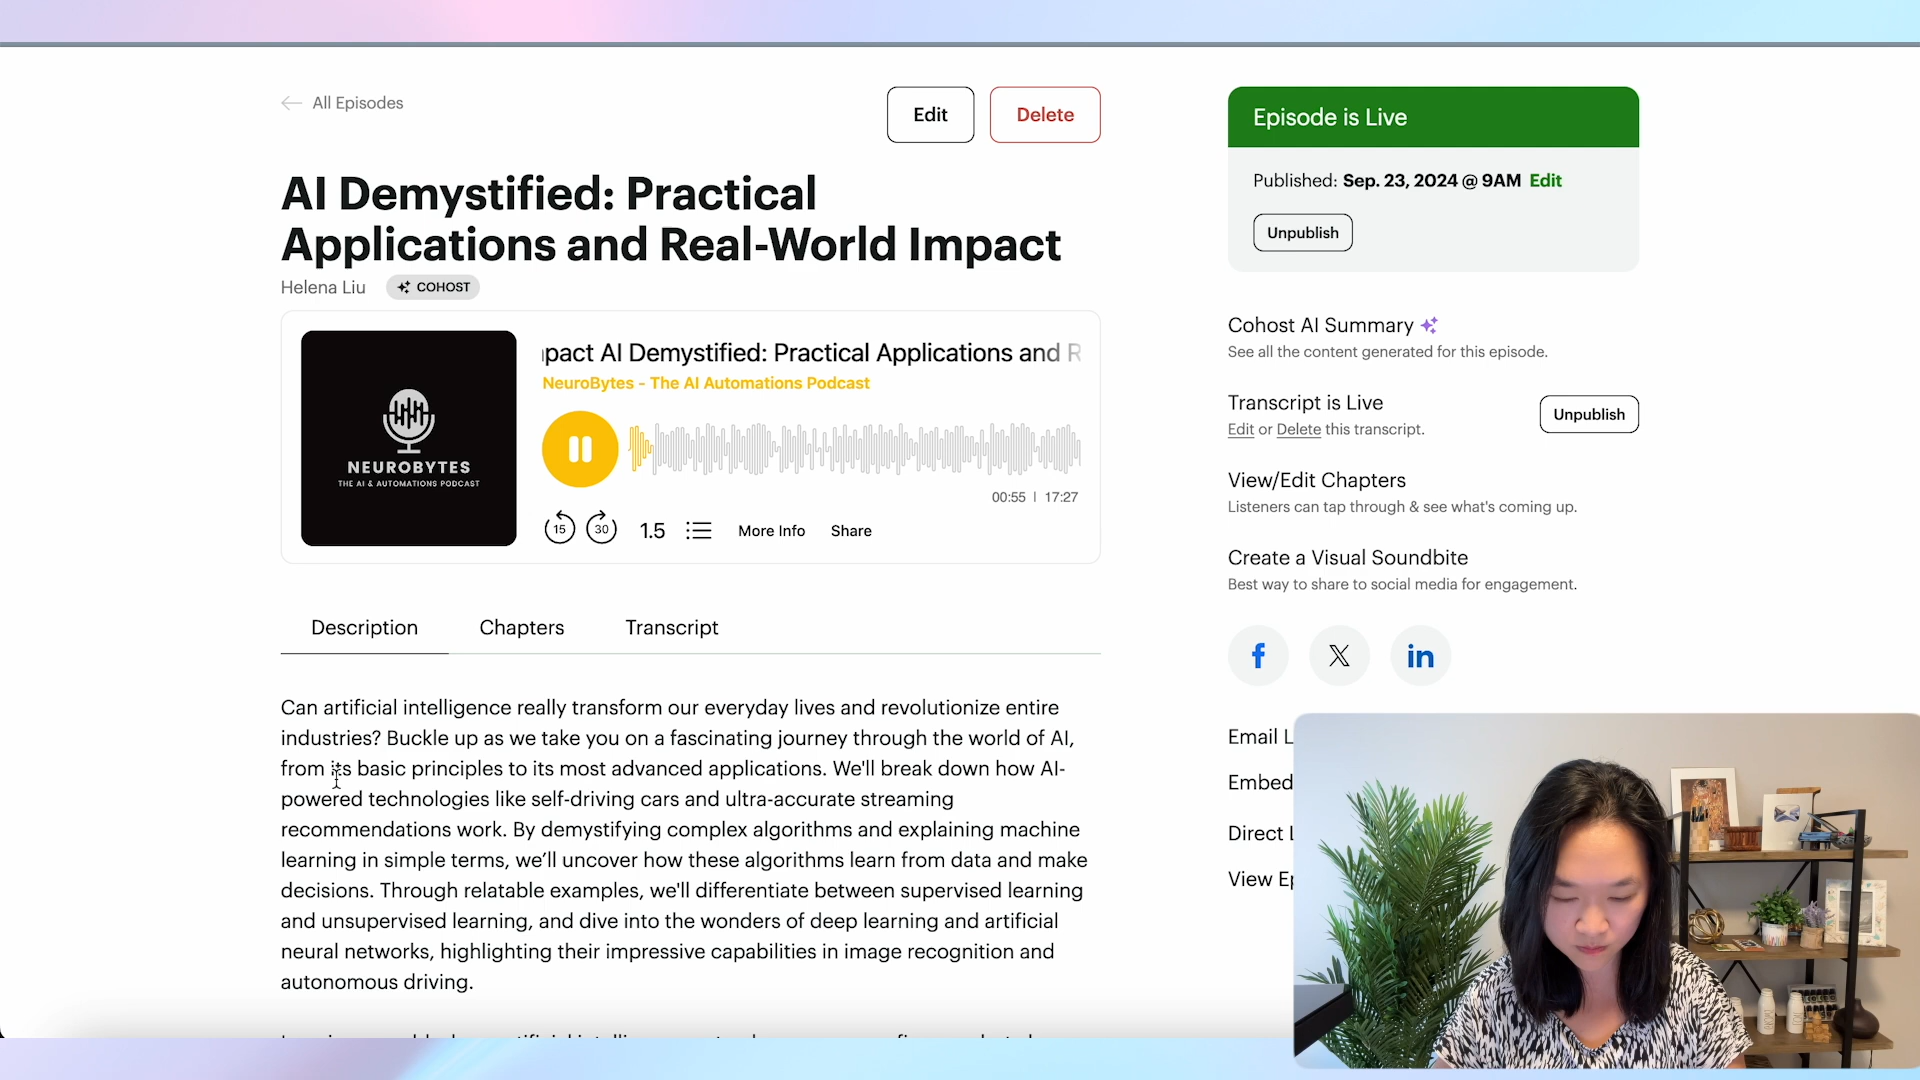 All Episodes
Edit
Delete
AI Demystified: Practical
Applications and Real-World Impact
Helena Liu
COHOST
NEUROBYTES
THE AI & AUTOMATIONS PODCAST
pact AI Demystified: Practical Applications and R
NeuroBytes - The AI Automations Podcast
00:55 | 17:27
15
30
1.5
More Info
Share
Description
Chapters
Transcript
Can artificial intelligence really transform our everyday lives and revolutionize entire
industries? Buckle up as we take you on a fascinating journey through the world of AI,
from its basic principles to its most advanced applications. We'll break down how AI-
powered technologies like self-driving cars and ultra-accurate streaming
recommendations work. By demystifying complex algorithms and explaining machine
learning in simple terms, we’ll uncover how these algorithms learn from data and make
decisions. Through relatable examples, we'll differentiate between supervised learning
and unsupervised learning, and dive into the wonders of deep learning and artificial
neural networks, highlighting their impressive capabilities in image recognition and
autonomous driving.
Episode is Live
Published: Sep. 23, 2024 @ 9AM Edit
Unpublish
Cohost AI Summary
See all the content generated for this episode.
Transcript is Live
Edit or Delete this transcript.
Unpublish
View/Edit Chapters
Listeners can tap through & see what's coming up.
Create a Visual Soundbite
Best way to share to social media for engagement.
f
X
in
Email L
Embed
Direct L
View Ep